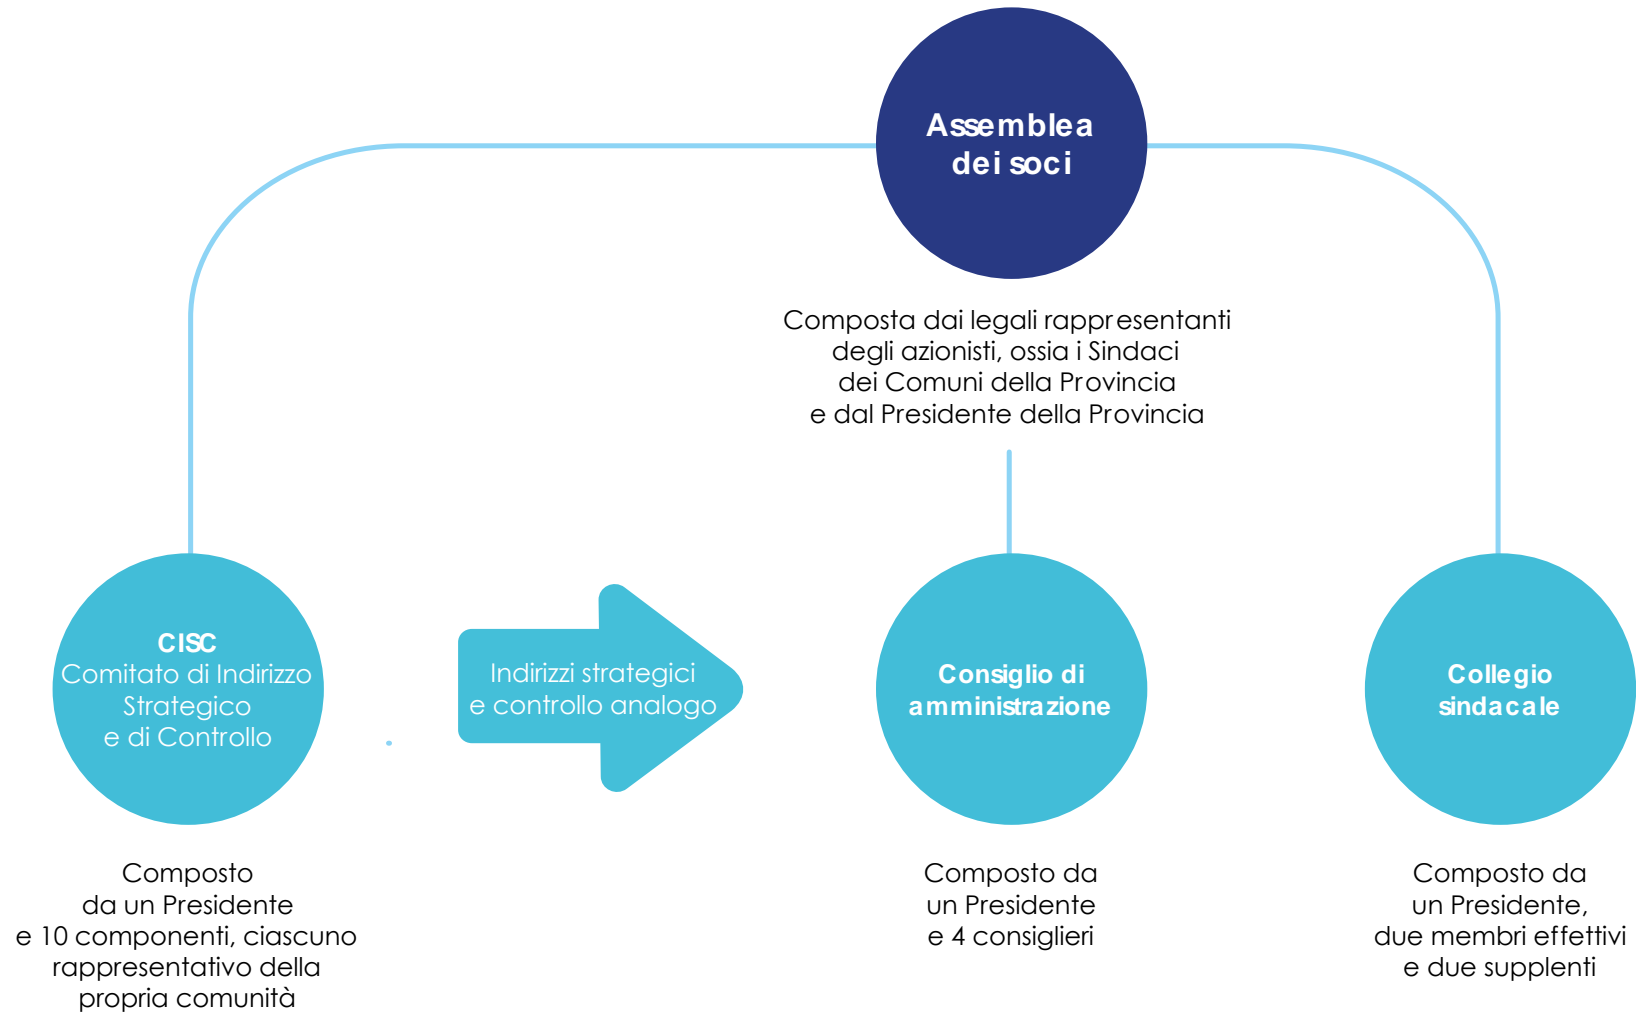 Assemblea
dei soci
Composta dai legali rappresentanti
degli azionisti, ossia i Sindaci
dei Comuni della Provincia
e dal Presidente della Provincia
CISC
Comitato di Indirizzo
Strategico
e di Controllo
Indirizzi strategici
e controllo analogo
Consiglio di
amministrazione
Collegio
sindacale
Composto
da un Presidente
e 10 componenti, ciascuno
rappresentativo della
propria comunità
Composto da
un Presidente
e 4 consiglieri
Composto da
un Presidente,
due membri effettivi
e due supplenti